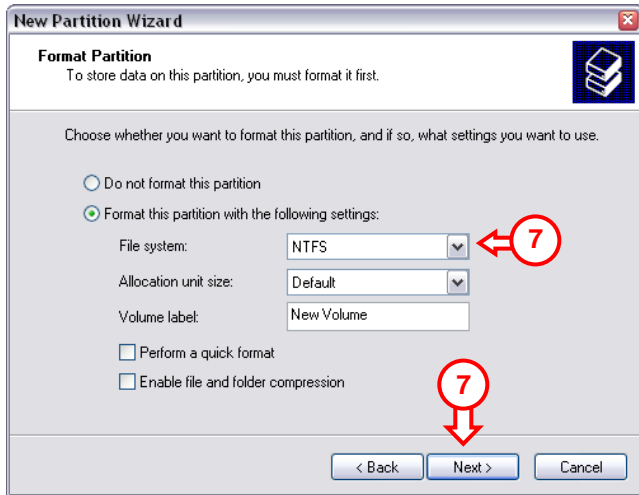 New Partition Wizard
Format Partition
To store data on this partition, you must format it first.
Choose whether you want to format this partition, and if so, what settings you want to use.
Do not format this partition
Format this partition with the following settings:
File system: NTFS 7
Allocation unit size: Default
Volume label: New Volume
Perform a quick format
Enable file and folder compression
7
< Back Next > Cancel